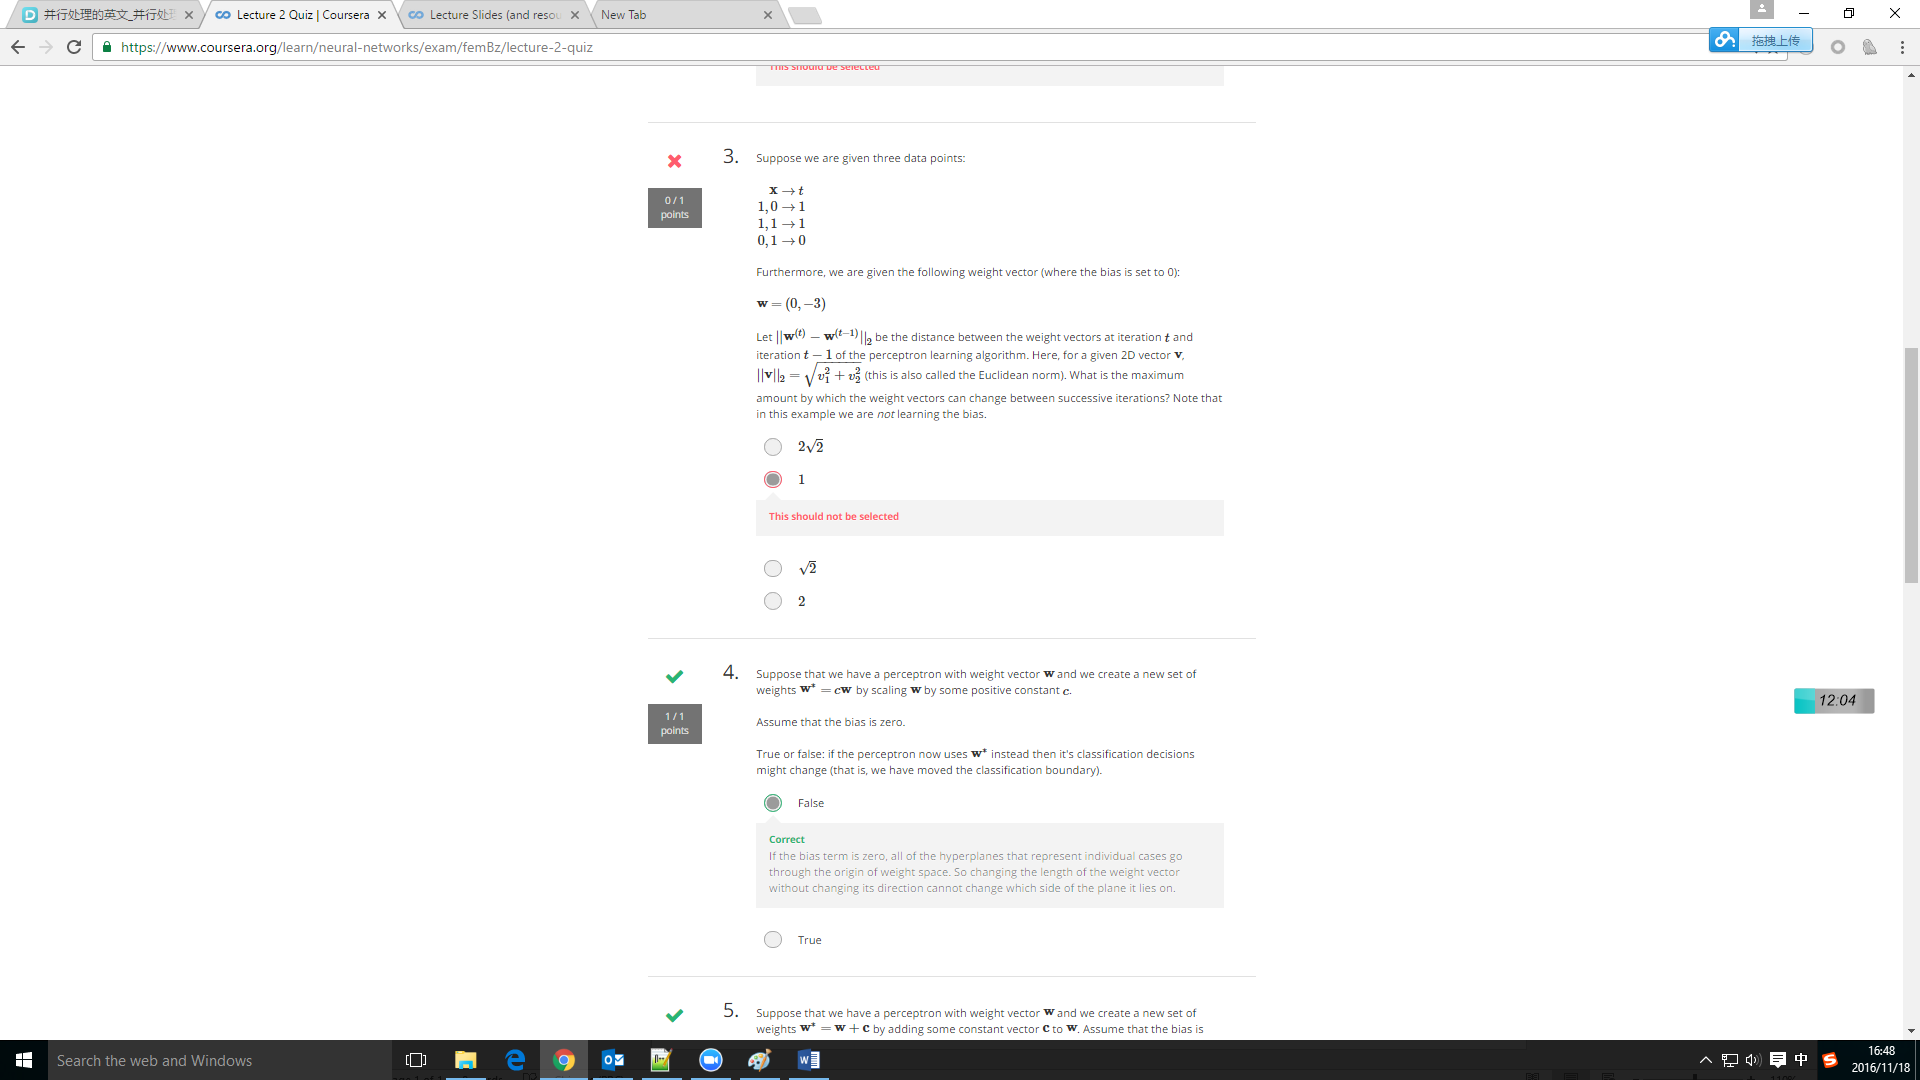 并行处理的英文_并行处
Lecture 2 Quiz | Coursera
Lecture Slides (and resou
New Tab
https://www.coursera.org/learn/neural-networks/exam/femBz/lecture-2-quiz
拖拽上传
This should be selected
0 / 1
points
3. Suppose we are given three data points:
x → t
1, 0 → 1
1, 1 → 1
0, 1 → 0
Furthermore, we are given the following weight vector (where the bias is set to 0):
w = (0, −3)
Let ||w(t) − w(t−1)||2 be the distance between the weight vectors at iteration t and
iteration t − 1 of the perceptron learning algorithm. Here, for a given 2D vector v,
||v||2 = √v1² + v2² (this is also called the Euclidean norm). What is the maximum
amount by which the weight vectors can change between successive iterations? Note that
in this example we are not learning the bias.
2√2
1
This should not be selected
√2
2
1 / 1
points
4. Suppose that we have a perceptron with weight vector w and we create a new set of
weights w* = cw by scaling w by some positive constant c.
Assume that the bias is zero.
True or false: if the perceptron now uses w* instead then it's classification decisions
might change (that is, we have moved the classification boundary).
False
Correct
If the bias term is zero, all of the hyperplanes that represent individual cases go
through the origin of weight space. So changing the length of the weight vector
without changing its direction cannot change which side of the plane it lies on.
True
12:04
5. Suppose that we have a perceptron with weight vector w and we create a new set of
weights w* = w + c by adding some constant vector c to w. Assume that the bias is
Search the web and Windows
中
16:48
2016/11/18